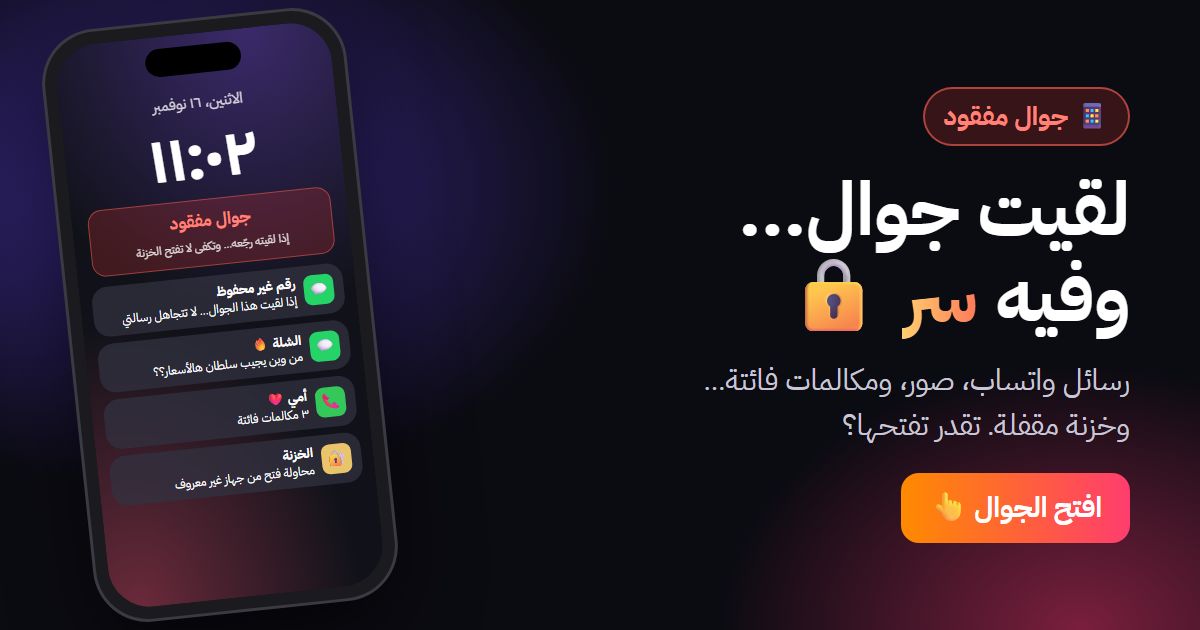 جوال مفقود
لقيت جوال...
وفيه سر
رسائل واتساب، صور، ومكالمات فائتة...
وخزنة مقفلة. تقدر تفتحها؟
افتح الجوال
الاثنين، ١٦ نوفمبر
١١:٠٢
جوال مفقود
إذا لقيته رجّعه... وتكفى لا تفتح الخزنة
رقم غير محفوظ
إذا لقيت هذا الجوال... لا تتجاهل رسالتي
الشلة 🔥
من وين يجيب سلطان هالأسعار؟؟
أمي 💗
٣ مكالمات فائتة
الخزنة
محاولة فتح من جهاز غير معروف